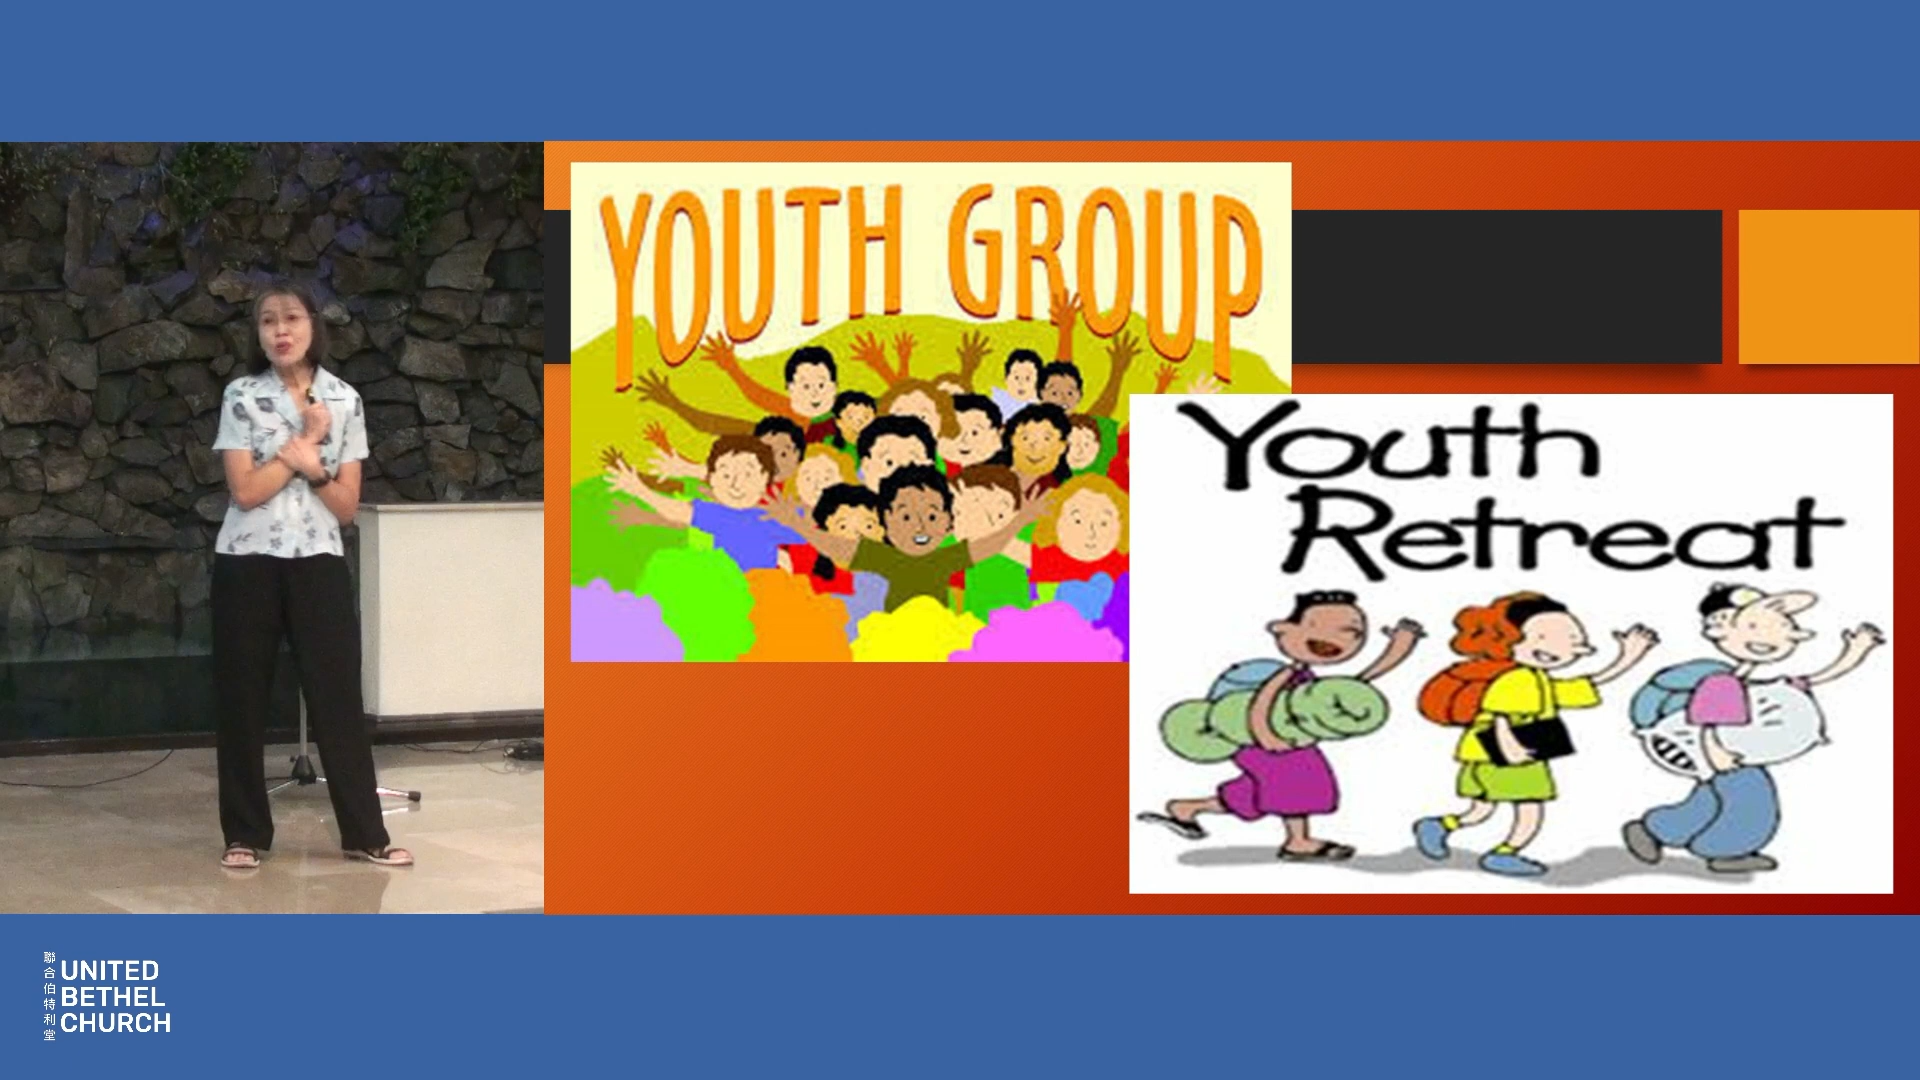 YOUTH GROUP
Youth
Retreat
聯合伯特利堂
UNITED
BETHEL
CHURCH